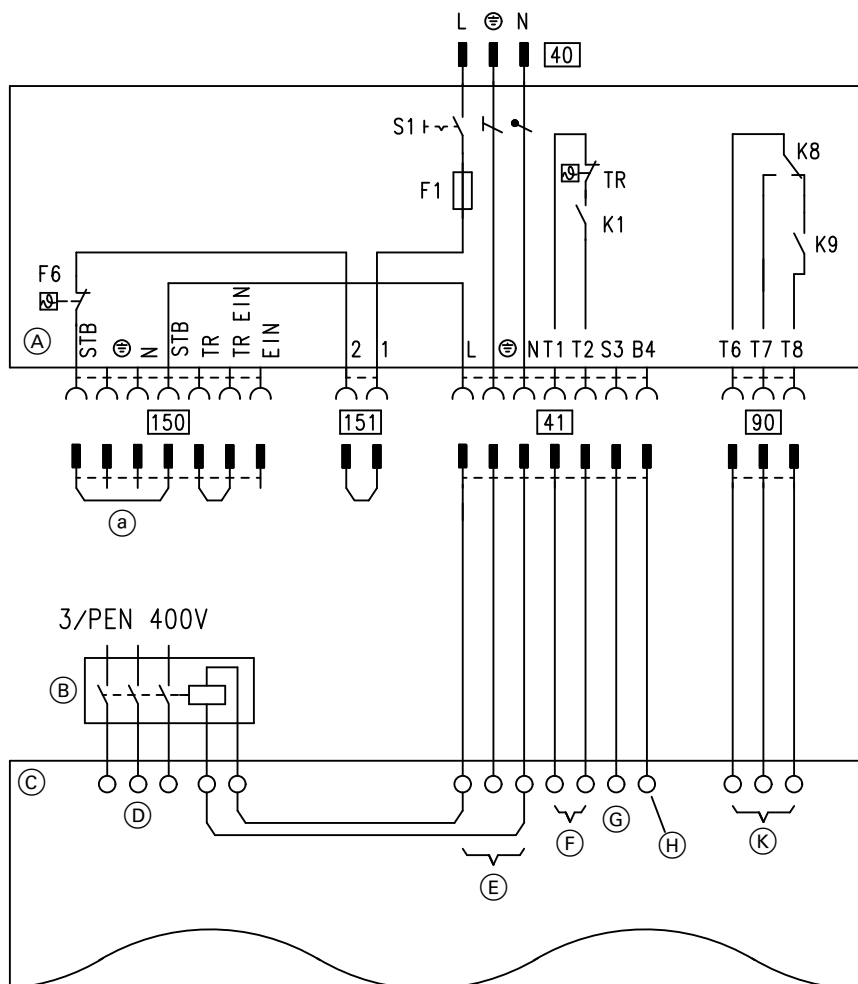 L ⏚ N
40
S1
F1
TR
K1
K8
K9
F6
A
STB ⏚ N STB TR TR EIN EIN
2 1
L ⏚ N T1 T2 S3 B4
T6 T7 T8
150 151 41 90
a
3/PEN 400V
B
C
D
E
F
G
H
K